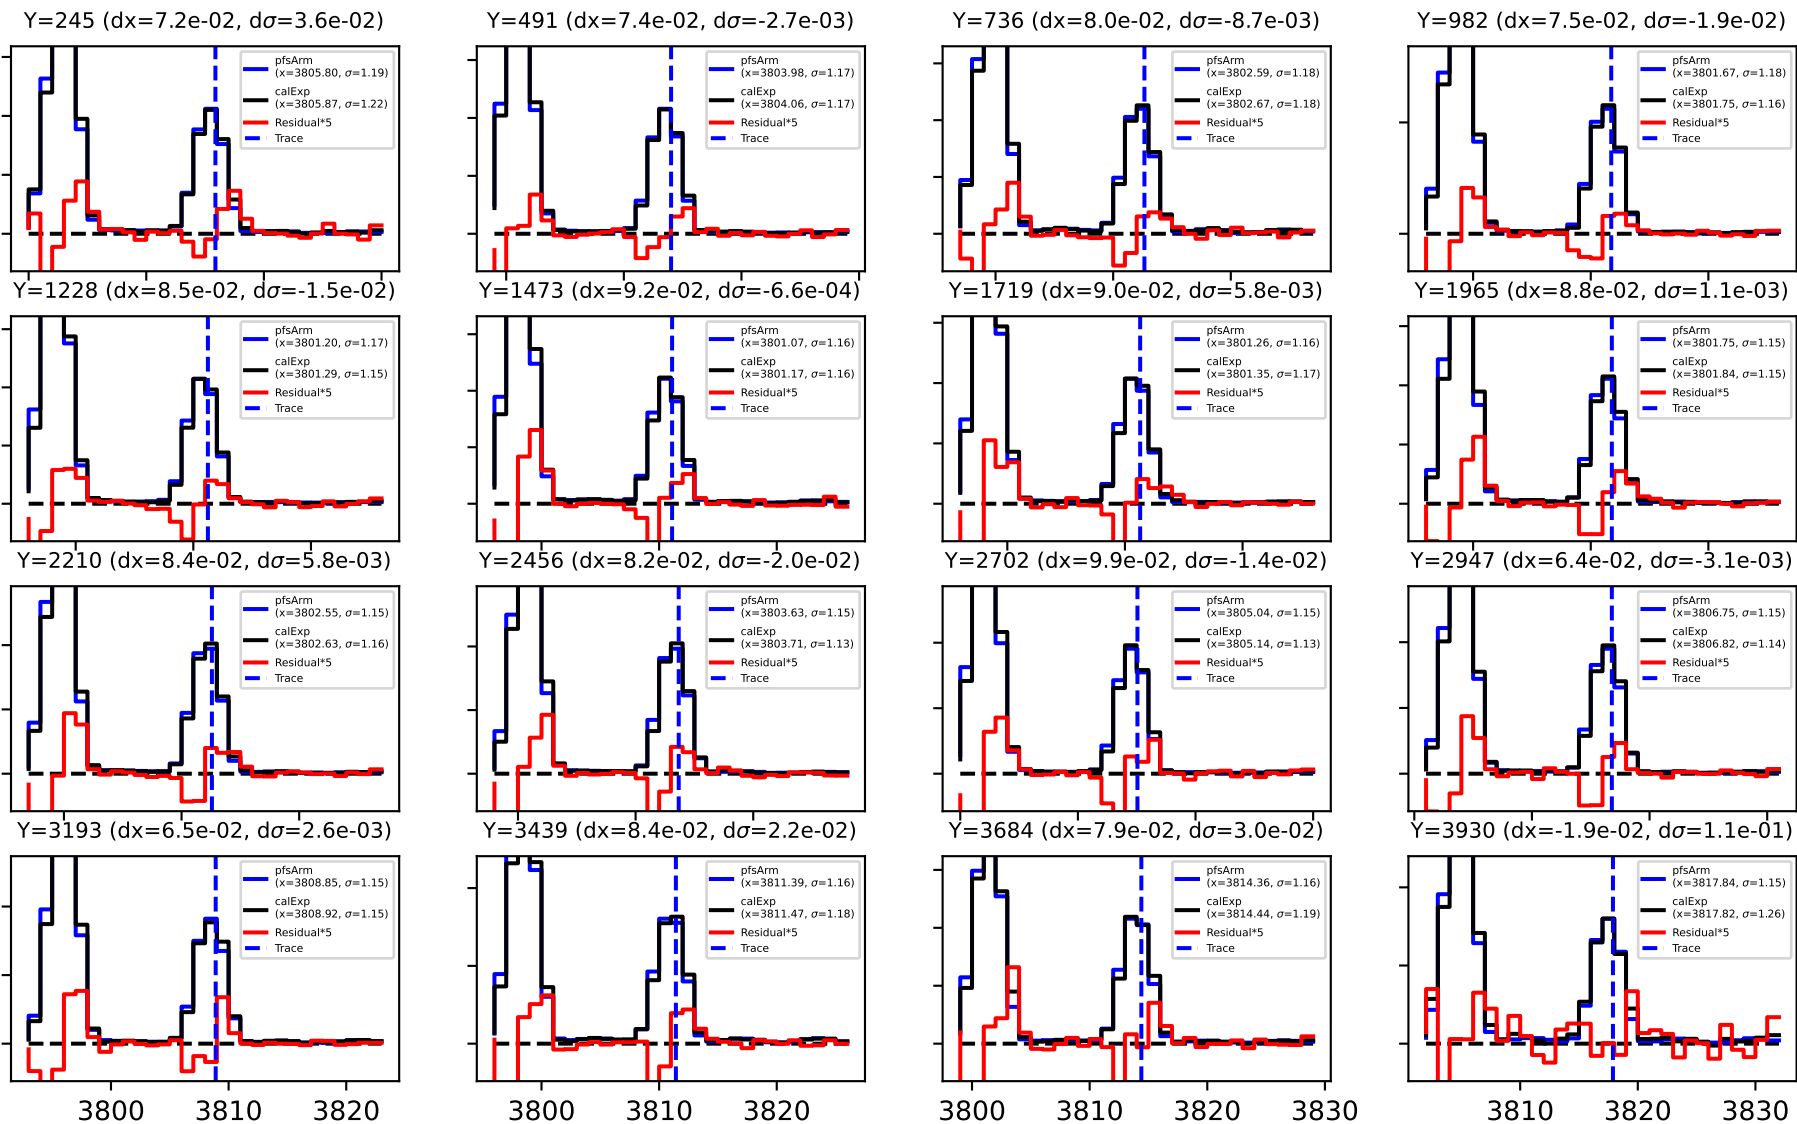 Y=245 (dx=7.2e-02, dσ=3.6e-02)
pfsArm
(x=3805.80, σ=1.19)
calExp
(x=3805.87, σ=1.22)
Residual*5
Trace
Y=491 (dx=7.4e-02, dσ=-2.7e-03)
pfsArm
(x=3803.98, σ=1.17)
calExp
(x=3804.06, σ=1.17)
Residual*5
Trace
Y=736 (dx=8.0e-02, dσ=-8.7e-03)
pfsArm
(x=3802.59, σ=1.18)
calExp
(x=3802.67, σ=1.18)
Residual*5
Trace
Y=982 (dx=7.5e-02, dσ=-1.9e-02)
pfsArm
(x=3801.67, σ=1.18)
calExp
(x=3801.75, σ=1.16)
Residual*5
Trace
Y=1228 (dx=8.5e-02, dσ=-1.5e-02)
pfsArm
(x=3801.20, σ=1.17)
calExp
(x=3801.29, σ=1.15)
Residual*5
Trace
Y=1473 (dx=9.2e-02, dσ=-6.6e-04)
pfsArm
(x=3801.07, σ=1.16)
calExp
(x=3801.17, σ=1.16)
Residual*5
Trace
Y=1719 (dx=9.0e-02, dσ=5.8e-03)
pfsArm
(x=3801.26, σ=1.16)
calExp
(x=3801.35, σ=1.17)
Residual*5
Trace
Y=1965 (dx=8.8e-02, dσ=1.1e-03)
pfsArm
(x=3801.75, σ=1.15)
calExp
(x=3801.84, σ=1.15)
Residual*5
Trace
Y=2210 (dx=8.4e-02, dσ=5.8e-03)
pfsArm
(x=3802.55, σ=1.15)
calExp
(x=3802.63, σ=1.16)
Residual*5
Trace
Y=2456 (dx=8.2e-02, dσ=-2.0e-02)
pfsArm
(x=3803.63, σ=1.15)
calExp
(x=3803.71, σ=1.13)
Residual*5
Trace
Y=2702 (dx=9.9e-02, dσ=-1.4e-02)
pfsArm
(x=3805.04, σ=1.15)
calExp
(x=3805.14, σ=1.13)
Residual*5
Trace
Y=2947 (dx=6.4e-02, dσ=-3.1e-03)
pfsArm
(x=3806.75, σ=1.15)
calExp
(x=3806.82, σ=1.14)
Residual*5
Trace
Y=3193 (dx=6.5e-02, dσ=2.6e-03)
pfsArm
(x=3808.85, σ=1.15)
calExp
(x=3808.92, σ=1.15)
Residual*5
Trace
3800 3810 3820
Y=3439 (dx=8.4e-02, dσ=2.2e-02)
pfsArm
(x=3811.39, σ=1.16)
calExp
(x=3811.47, σ=1.18)
Residual*5
Trace
3800 3810 3820
Y=3684 (dx=7.9e-02, dσ=3.0e-02)
pfsArm
(x=3814.36, σ=1.16)
calExp
(x=3814.44, σ=1.19)
Residual*5
Trace
3800 3810 3820 3830
Y=3930 (dx=-1.9e-02, dσ=1.1e-01)
pfsArm
(x=3817.84, σ=1.15)
calExp
(x=3817.82, σ=1.26)
Residual*5
Trace
3810 3820 3830